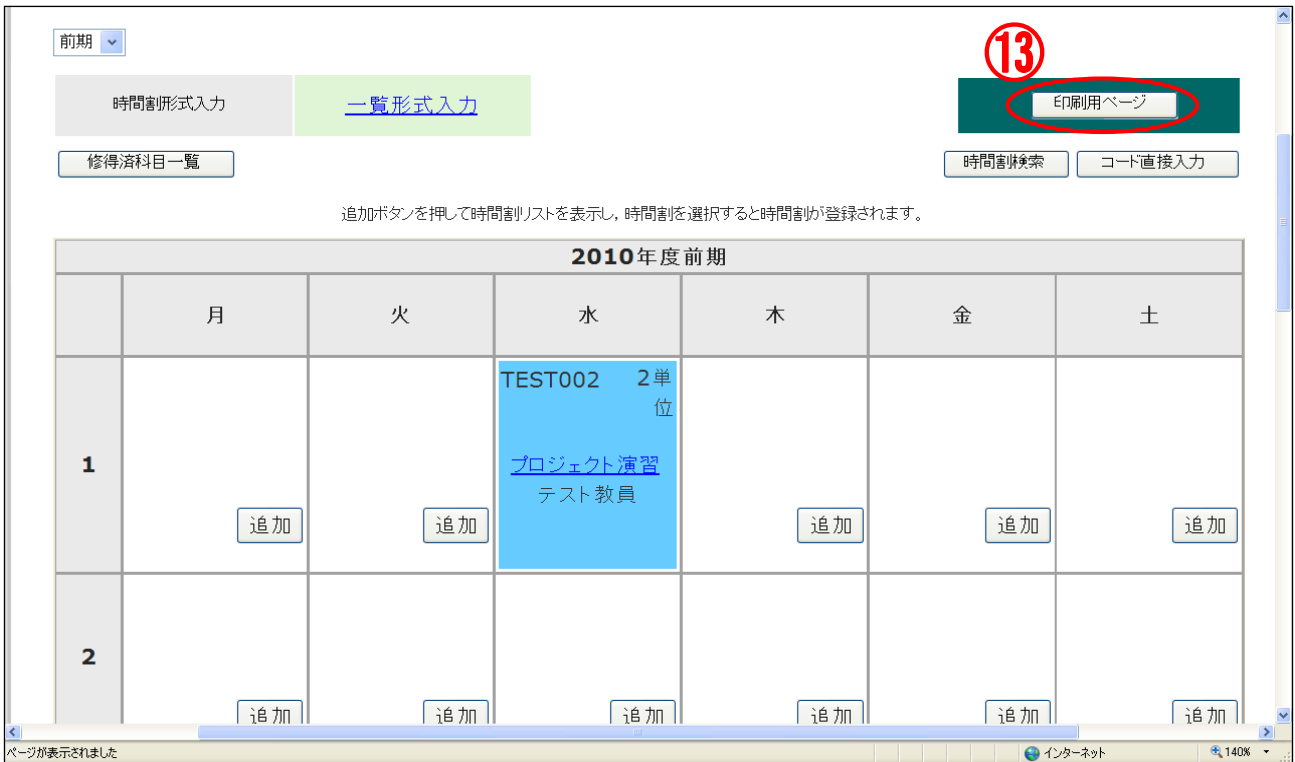 前期
⑬
時間割形式入力 一覧形式入力 印刷用ページ
修得済科目一覧 時間割検索 コード直接入力
追加ボタンを押して時間割リストを表示し，時間割を選択すると時間割が登録されます。
2010年度前期
月 火 水 木 金 土
TEST002 2単
位
1
プロジェクト演習
テスト教員
追加 追加 追加 追加 追加
2
追加 追加 追加 追加 追加 追加
ページが表示されました インターネット 140%